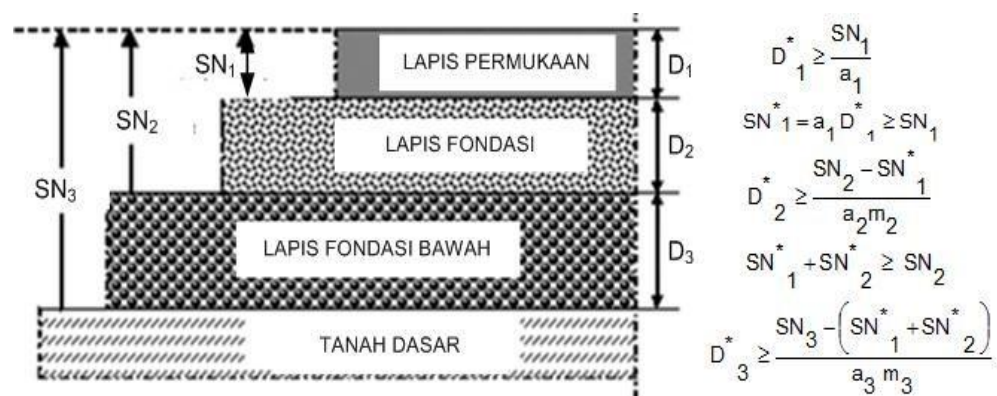 SN₁
SN₂
SN₃
LAPIS PERMUKAAN
LAPIS FONDASI
LAPIS FONDASI BAWAH
TANAH DASAR
D₁
D₂
D₃
D*₁ ≥ SN₁ / a₁
SN*₁ = a₁ D*₁ ≥ SN₁
D*₂ ≥ (SN₂ – SN*₁) / a₂m₂
SN*₁ + SN*₂ ≥ SN₂
D*₃ ≥ (SN₃ – (SN*₁ + SN*₂)) / a₃ m₃